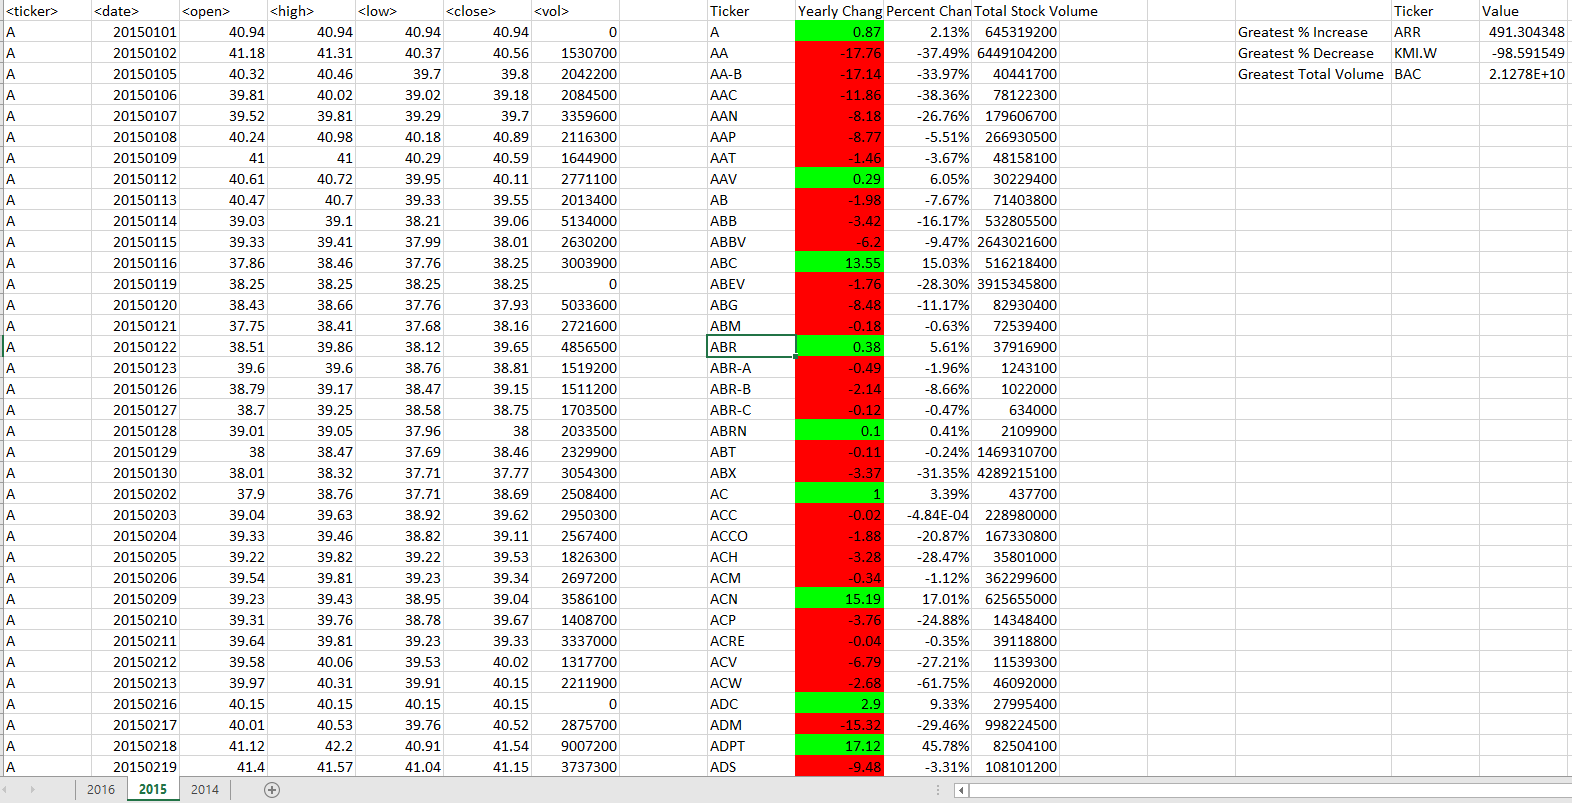 <ticker> <date> <open> <high> <low> <close> <vol> Ticker Yearly Chang Percent Chan Total Stock Volume Ticker Value
A 20150101 40.94 40.94 40.94 40.94 0 A 0.87 2.13% 645319200 Greatest % Increase ARR 491.304348
A 20150102 41.18 41.31 40.37 40.56 1530700 AA -17.76 -37.49% 6449104200 Greatest % Decrease KMI.W -98.591549
A 20150105 40.32 40.46 39.7 39.8 2042200 AA-B -17.14 -33.97% 40441700 Greatest Total Volume BAC 2.1278E+10
A 20150106 39.81 40.02 39.02 39.18 2084500 AAC -11.86 -38.36% 78122300
A 20150107 39.52 39.81 39.29 39.7 3359600 AAN -8.18 -26.76% 179606700
A 20150108 40.24 40.98 40.18 40.89 2116300 AAP -8.77 -5.51% 266930500
A 20150109 41 41 40.29 40.59 1644900 AAT -1.46 -3.67% 48158100
A 20150112 40.61 40.72 39.95 40.11 2771100 AAV 0.29 6.05% 30229400
A 20150113 40.47 40.7 39.33 39.55 2013400 AB -1.98 -7.67% 71403800
A 20150114 39.03 39.1 38.21 39.06 5134000 ABB -3.42 -16.17% 532805500
A 20150115 39.33 39.41 37.99 38.01 2630200 ABBV -6.2 -9.47% 2643021600
A 20150116 37.86 38.46 37.76 38.25 3003900 ABC 13.55 15.03% 516218400
A 20150119 38.25 38.25 38.25 38.25 0 ABEV -1.76 -28.30% 3915345800
A 20150120 38.43 38.66 37.76 37.93 5033600 ABG -8.48 -11.17% 82930400
A 20150121 37.75 38.41 37.68 38.16 2721600 ABM -0.18 -0.63% 72539400
A 20150122 38.51 39.86 38.12 39.65 4856500 ABR 0.38 5.61% 37916900
A 20150123 39.6 39.6 38.76 38.81 1519200 ABR-A -0.49 -1.96% 1243100
A 20150126 38.79 39.17 38.47 39.15 1511200 ABR-B -2.14 -8.66% 1022000
A 20150127 38.7 39.25 38.58 38.75 1703500 ABR-C -0.12 -0.47% 634000
A 20150128 39.01 39.05 37.96 38 2033500 ABRN 0.1 0.41% 2109900
A 20150129 38 38.47 37.69 38.46 2329900 ABT -0.11 -0.24% 1469310700
A 20150130 38.01 38.32 37.71 37.77 3054300 ABX -3.37 -31.35% 4289215100
A 20150202 37.9 38.76 37.71 38.69 2508400 AC 1 3.39% 437700
A 20150203 39.04 39.63 38.92 39.62 2950300 ACC -0.02 -4.84E-04 228980000
A 20150204 39.33 39.46 38.82 39.11 2567400 ACCO -1.88 -20.87% 167330800
A 20150205 39.22 39.82 39.22 39.53 1826300 ACH -3.28 -28.47% 35801000
A 20150206 39.54 39.81 39.23 39.34 2697200 ACM -0.34 -1.12% 362299600
A 20150209 39.23 39.43 38.95 39.04 3586100 ACN 15.19 17.01% 625655000
A 20150210 39.31 39.76 38.78 39.67 1408700 ACP -3.76 -24.88% 14348400
A 20150211 39.64 39.81 39.23 39.33 3337000 ACRE -0.04 -0.35% 39118800
A 20150212 39.58 40.06 39.53 40.02 1317700 ACV -6.79 -27.21% 11539300
A 20150213 39.97 40.31 39.91 40.15 2211900 ACW -2.68 -61.75% 46092000
A 20150216 40.15 40.15 40.15 40.15 0 ADC 2.9 9.33% 27995400
A 20150217 40.01 40.53 39.76 40.52 2875700 ADM -15.32 -29.46% 998224500
A 20150218 41.12 42.2 40.91 41.54 9007200 ADPT 17.12 45.78% 82504100
A 20150219 41.4 41.57 41.04 41.15 3737300 ADS -9.48 -3.31% 108101200
2016 2015 2014